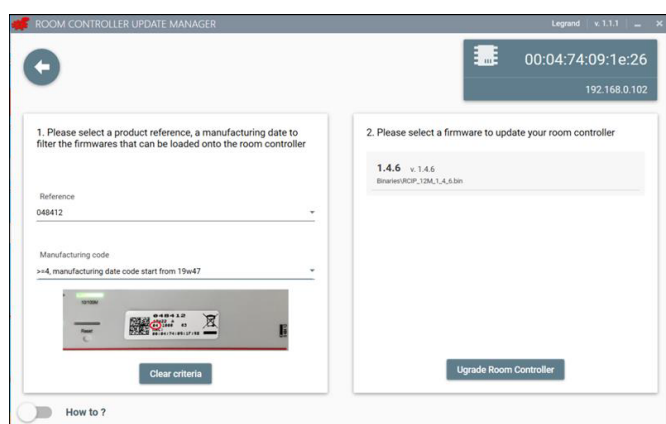 ROOM CONTROLLER UPDATE MANAGER
Legrand v. 1.1.1
00:04:74:09:1e:26
192.168.0.102
1. Please select a product reference, a manufacturing date to
filter the firmwares that can be loaded onto the room controller
Reference
048412
Manufacturing code
>=4, manufacturing date code start from 19w47
048412
Reset
Clear criteria
2. Please select a firmware to update your room controller
1.4.6 v. 1.4.6
Binaries\RCIP_12M_1_4_6.bin
Ugrade Room Controller
How to ?